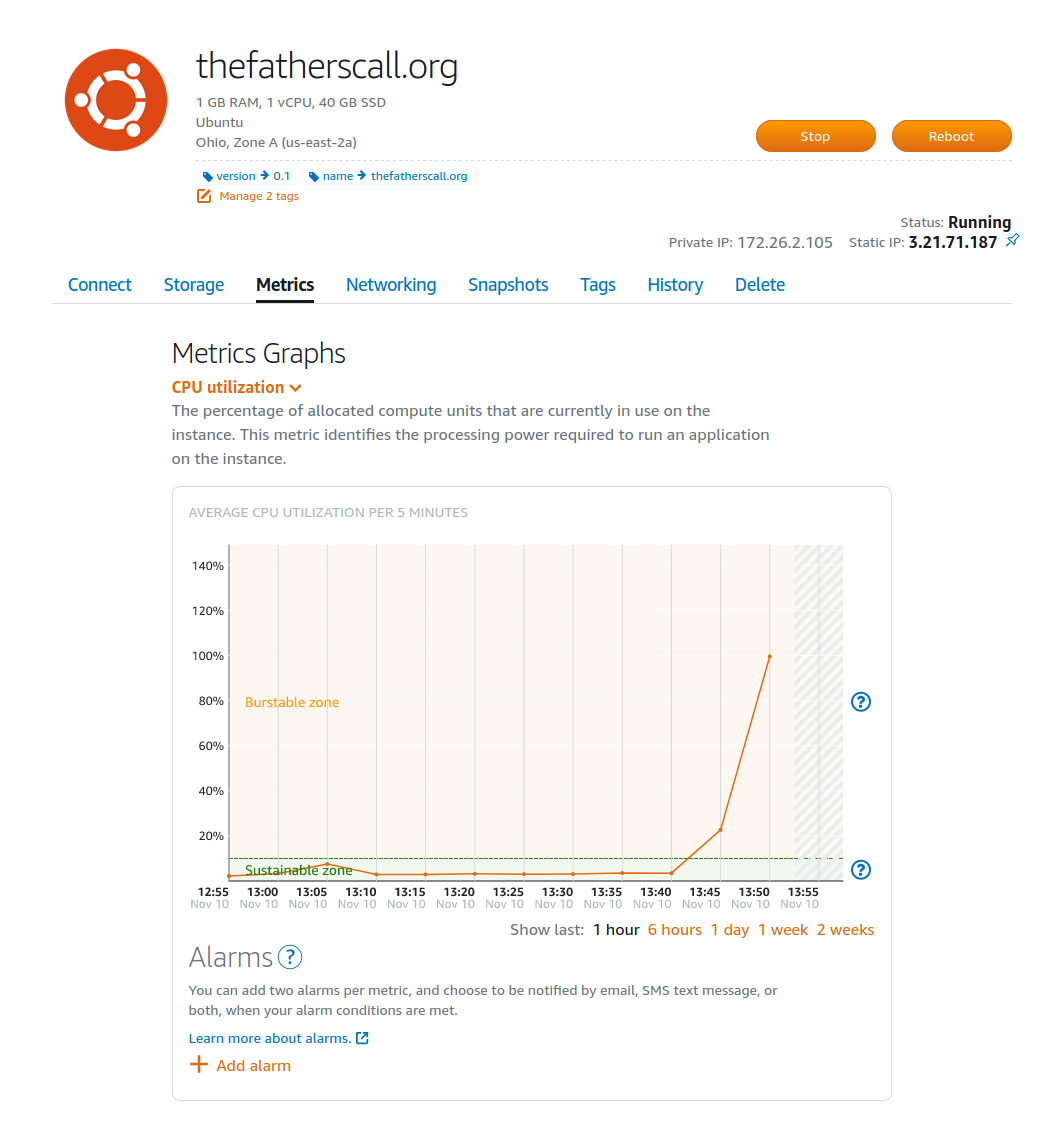 thefatherscall.org
1 GB RAM, 1 vCPU, 40 GB SSD
Ubuntu
Ohio, Zone A (us-east-2a)
Stop
Reboot
version → 0.1 name → thefatherscall.org
Manage 2 tags
Status: Running
Private IP: 172.26.2.105 Static IP: 3.21.71.187
Connect Storage Metrics Networking Snapshots Tags History Delete
Metrics Graphs
CPU utilization
The percentage of allocated compute units that are currently in use on the
instance. This metric identifies the processing power required to run an application
on the instance.
AVERAGE CPU UTILIZATION PER 5 MINUTES
140%
120%
100%
80%
Burstable zone
?
60%
40%
20%
Sustainable zone
?
12:55 13:00 13:05 13:10 13:15 13:20 13:25 13:30 13:35 13:40 13:45 13:50 13:55
Nov 10 Nov 10 Nov 10 Nov 10 Nov 10 Nov 10 Nov 10 Nov 10 Nov 10 Nov 10 Nov 10 Nov 10 Nov 10
Show last: 1 hour 6 hours 1 day 1 week 2 weeks
Alarms ?
You can add two alarms per metric, and choose to be notified by email, SMS text message, or
both, when your alarm conditions are met.
Learn more about alarms.
+ Add alarm